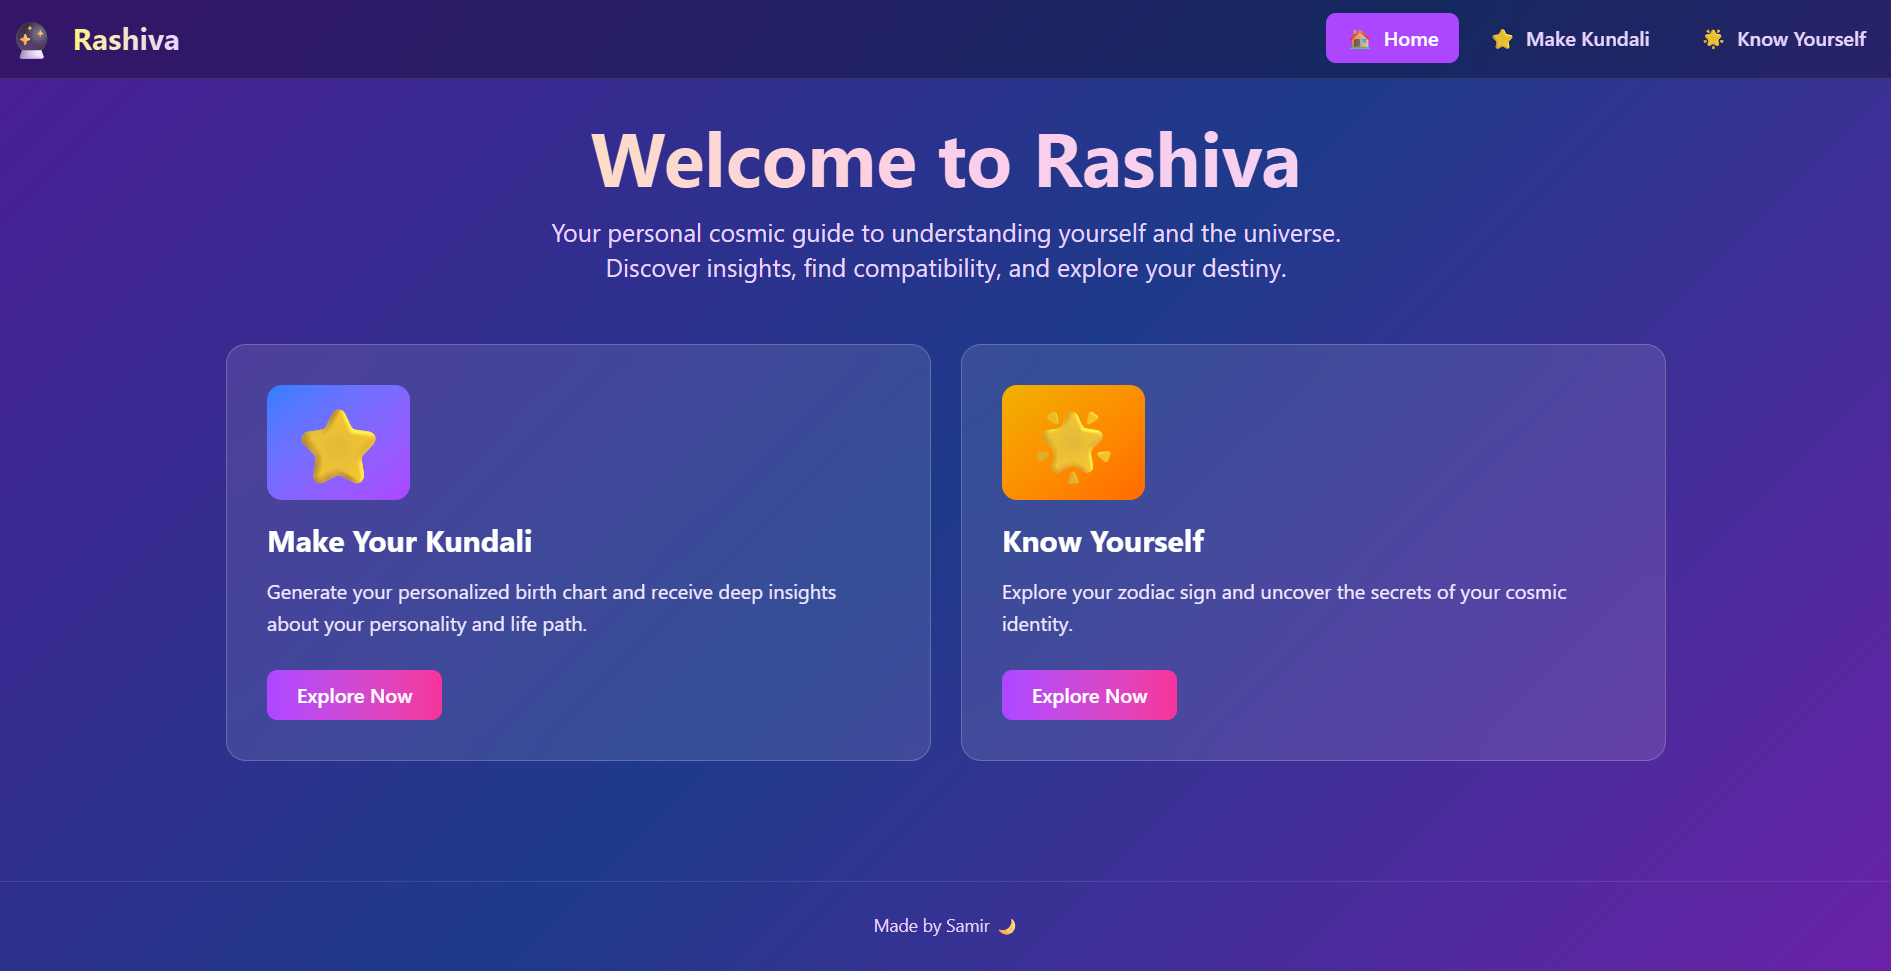 Rashiva
Home
Make Kundali
Know Yourself
Welcome to Rashiva
Your personal cosmic guide to understanding yourself and the universe.
Discover insights, find compatibility, and explore your destiny.
Make Your Kundali
Generate your personalized birth chart and receive deep insights
about your personality and life path.
Explore Now
Know Yourself
Explore your zodiac sign and uncover the secrets of your cosmic
identity.
Explore Now
Made by Samir